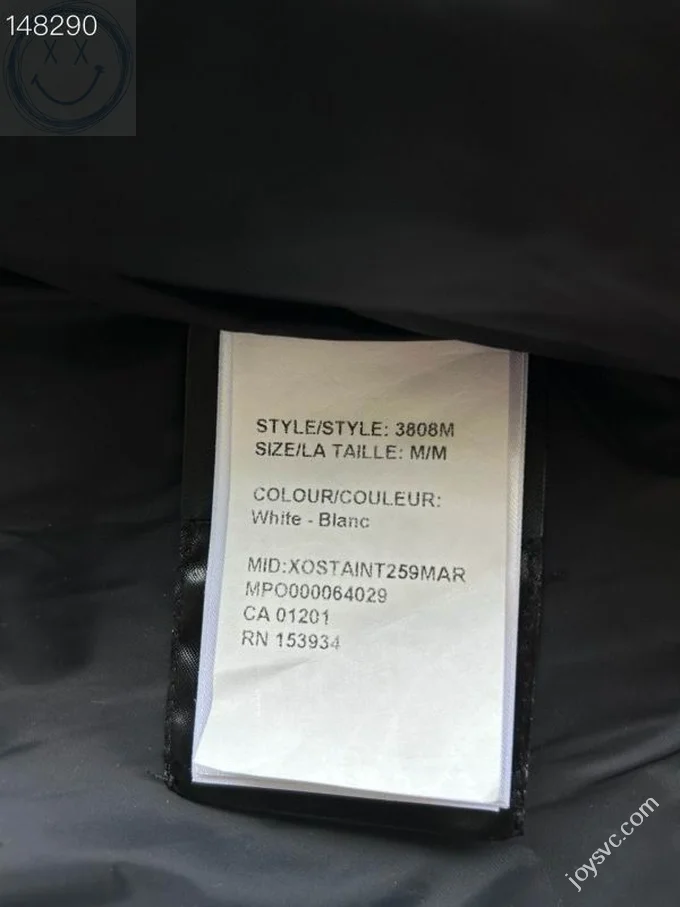 148290
STYLE/STYLE: 3808M
SIZE/LA TAILLE: M/M
COLOUR/COULEUR:
White - Blanc
MID:XOSTAINT259MAR
MPO000064029
CA 01201
RN 153934
joysvc.com